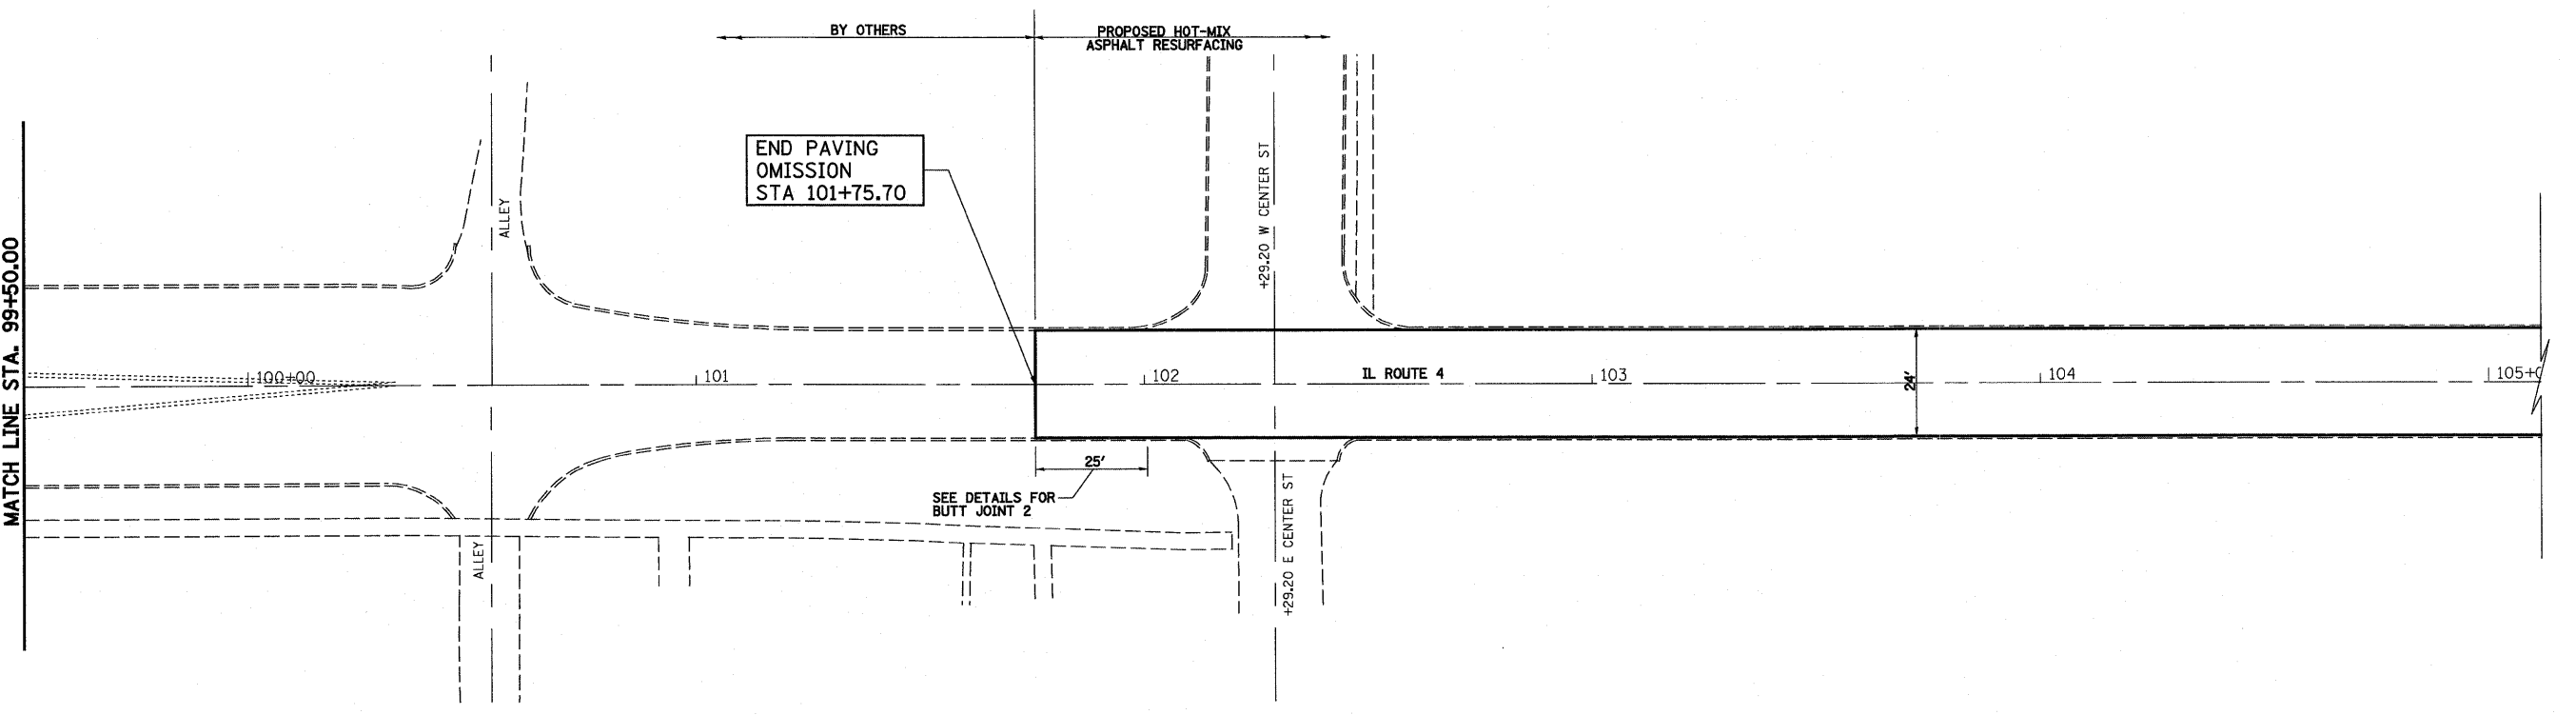 BY OTHERS
PROPOSED HOT-MIX
ASPHALT RESURFACING
END PAVING
OMISSION
STA 101+75.70
ALLEY
+29.20 W CENTER ST
MATCH LINE STA. 99+50.00
100+00
101
102
IL ROUTE 4
103
24'
104
105+0
25'
SEE DETAILS FOR
BUTT JOINT 2
ALLEY
+29.20 E CENTER ST